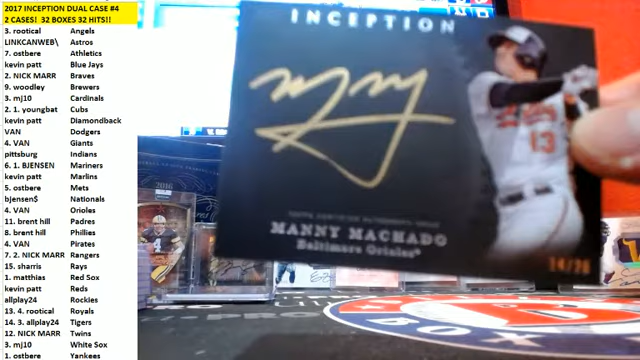 2017 INCEPTION DUAL CASE #4
2 CASES! 32 BOXES 32 HITS!!
3. rootical Angels
LINKCANWEB\ Astros
7. ostbere Athletics
kevin patt Blue Jays
2. NICK MARR Braves
9. woodley Brewers
3. mj10 Cardinals
2. 1. youngbat Cubs
kevin patt Diamondback
VAN Dodgers
4. VAN Giants
pittsburg Indians
6. 1. BJENSEN Mariners
kevin patt Marlins
5. ostbere Mets
bjensen$ Nationals
4. VAN Orioles
11. brent hill Padres
8. brent hill Phillies
4. VAN Pirates
7. 2. NICK MARR Rangers
15. sharris Rays
1. matthias Red Sox
kevin patt Reds
allplay24 Rockies
13. 4. rootical Royals
14. 3. allplay24 Tigers
12. NICK MARR Twins
3. mj10 White Sox
1. ostbere Yankees
INCEPTION
13
MANNY MACHADO
Baltimore Orioles
BOX